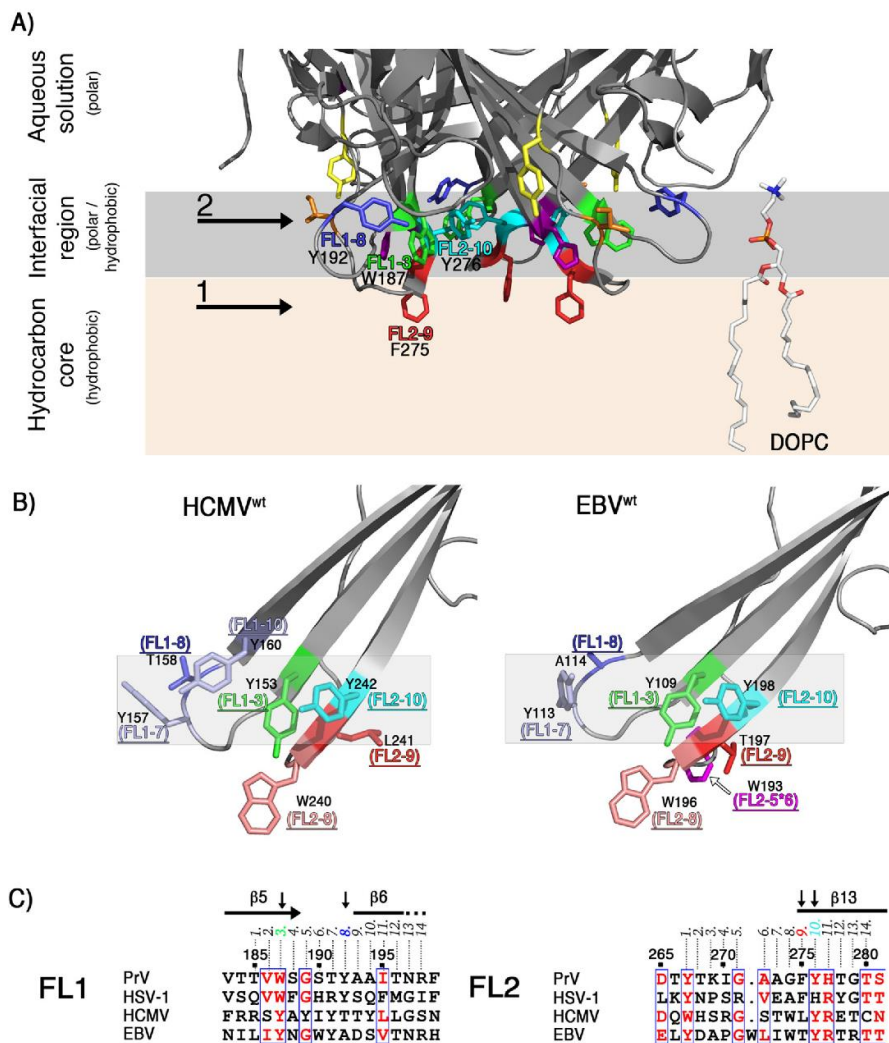 A)
Aqueous solution
(polar)
Interfacial region
(polar / hydrophobic)
Hydrocarbon core
(hydrophobic)
2
1
FL1-8
Y192
FL1-3
W187
FL2-10
Y276
FL2-9
F275
DOPC
B)
HCMVwt
(FL1-10)
(FL1-8)
Y160
T158
Y153
(FL1-3)
Y242
(FL2-10)
Y157
(FL1-7)
L241
(FL2-9)
W240
(FL2-8)
EBVwt
(FL1-8)
A114
Y109
(FL1-3)
Y198
(FL2-10)
Y113
(FL1-7)
T197
(FL2-9)
W193
(FL2-5*6)
W196
(FL2-8)
C)
FL1
β5 β6
1. 2. 3. 4. 5. 6. 7. 8. 9. 10. 11. 12. 13. 14
185 190 195
PrV VTTVWSGSTYAAITNRF
HSV-1 VSQVWFGHRYSQFMGIF
HCMV FRRSYAYIYTTYLLGSN
EBV NILIYNGWYADSVTNRH
FL2
β13
1. 2. 3. 4. 5. 6. 7. 8. 9. 10. 11. 12. 13. 14.
265 270 275 280
PrV DTYTKIG.AAGFYHTGTS
HSV-1 LKYNPSR.VEAFHRYGTT
HCMV DQWHSRG.STWLYRETCN
EBV ELYDAPGWLIWTYRTRTT